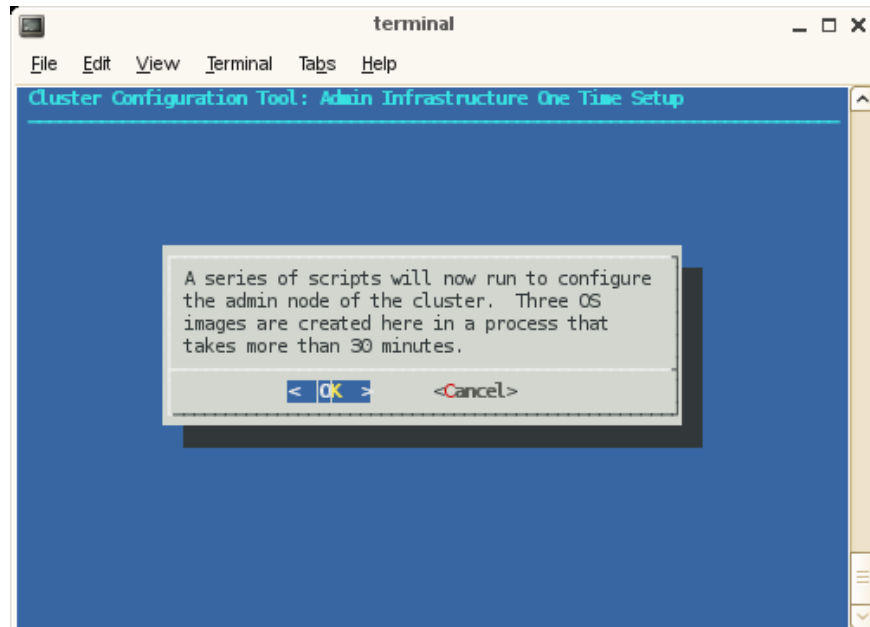 terminal
File Edit View Terminal Tabs Help
Cluster Configuration Tool: Admin Infrastructure One Time Setup
A series of scripts will now run to configure
the admin node of the cluster.  Three OS
images are created here in a process that
takes more than 30 minutes.
<  OK  > <Cancel>